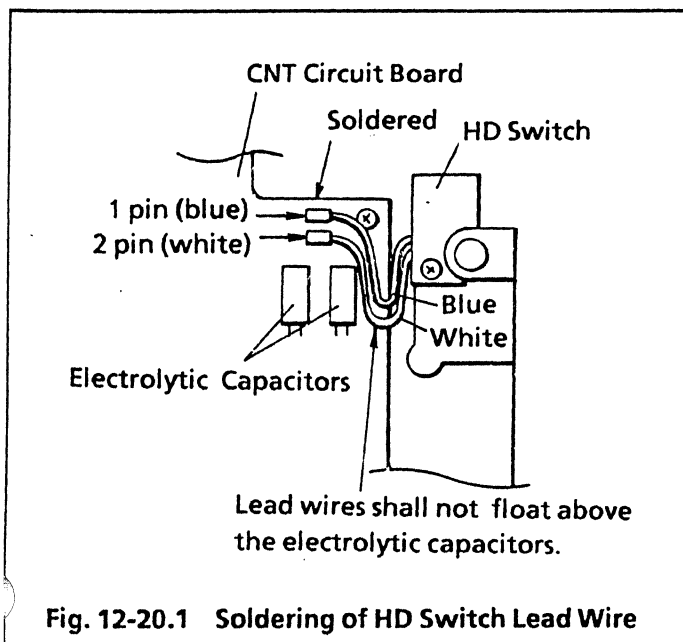 CNT Circuit Board
Soldered
HD Switch
1 pin (blue)
2 pin (white)
Blue
White
Electrolytic Capacitors
Lead wires shall not float above
the electrolytic capacitors.
Fig. 12-20.1 Soldering of HD Switch Lead Wire